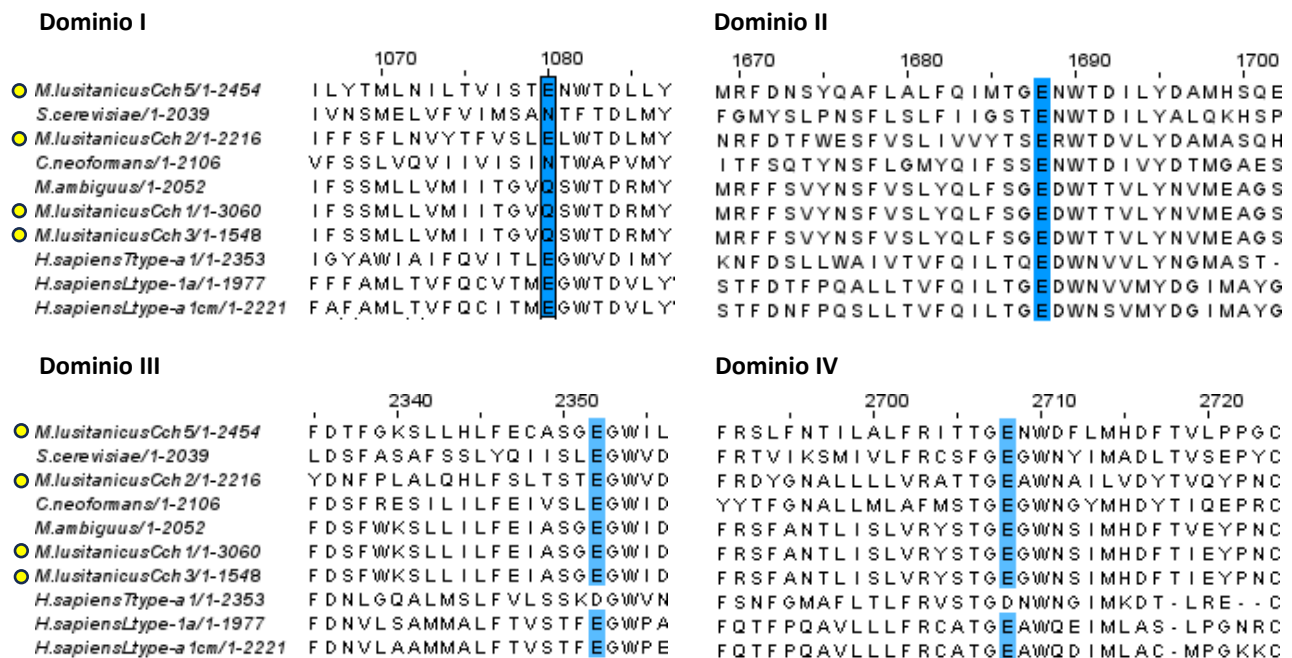 Dominio I
1070 1080
M.lusitanicusCch5/1-2454 ILYTMLNILTVISTENWTDLLY
S.cerevisiae/1-2039 IVNSMELVFVIMSANTFTDLMY
M.lusitanicusCch2/1-2216 IFFSFLNVYTFVSLELWTDLMY
C.neoformans/1-2106 VFSSLVQVIIVISINTWAPVMY
M.ambiguus/1-2052 IFSSMLLVMIITGVQSWTDRMY
M.lusitanicusCch1/1-3060 IFSSMLLVMIITGVQSWTDRMY
M.lusitanicusCch3/1-1548 IFSSMLLVMIITGVQSWTDRMY
H.sapiensTtype-a1/1-2353 IGYAWIAIFQVITLEGWVDIMY
H.sapiensLtype-1a/1-1977 FFFAMLTVFQCVTMEGWTDVLY'
H.sapiensLtype-a1cm/1-2221 FAFAMLTVFQCITMEGWTDVLY'
Dominio II
1670 1680 1690 1700
MRFDNSYQAFLALFQIMTGENWTDILYDAMHSQE
FGMYSLPNSFLSLFIIGSTENWTDILYALQKHSP
NRFDTFWESFVSLIVVYTSERWTDILYDAMASQH
ITFSQTYNSFLGMYQIFSSENWTDIVYDTMGAES
MRFFSVYNSFVSLYQLFSGEDWTTVLYNVMEAGS
MRFFSVYNSFVSLYQLFSGEDWTTVLYNVMEAGS
MRFFSVYNSFVSLYQLFSGEDWTTVLYNVMEAGS
KNFDSLLWAIVTVFQILTQEDWNVVLYNGMAST-
STFDTFPQALLTVFQILTGEDWNVVMYDGIMAYG
STFDNFPQSLLTVFQILTGEDWNSVMYDGIMAYG
Dominio III
2340 2350
M.lusitanicusCch5/1-2454 FDTFGKSLLHLFECASGEGWIL
S.cerevisiae/1-2039 LDSFASAFSSLYQIISLEGWVD
M.lusitanicusCch2/1-2216 YDNFPLALQHLFSLTSTEGWVD
C.neoformans/1-2106 FDSFRESILILFEIVSLEGWID
M.ambiguus/1-2052 FDSFWKSLLILFEIASGEGWID
M.lusitanicusCch1/1-3060 FDSFWKSLLILFEIASGEGWID
M.lusitanicusCch3/1-1548 FDSFWKSLLILFEIASGEGWID
H.sapiensTtype-a1/1-2353 FDNLGQALMSLFVLSSKDGWVN
H.sapiensLtype-1a/1-1977 FDNVLSAMMALFTVSTFEGWPA
H.sapiensLtype-a1cm/1-2221 FDNVLAAMMALFTVSTFEGWPE
Dominio IV
2700 2710 2720
FRSLFNTILALFRITTGENWDFLMHDFTVLPPGC
FRTVIKSMIVLFRCSFGEGWNYIMADLTVSEPYC
FRDYGNALLLLVRATTGEAWNAILVDYTVQYPNC
YYTFGNALLMLAFMSTGEGWNGYMHDYTIQEPRC
FRSFANTLISLVRYSTGEGWNSIMHDFTVEYPNC
FRSFANTLISLVRYSTGEGWNSIMHDFTIEYPNC
FRSFANTLISLVRYSTGEGWNSIMHDFTIEYPNC
FSNFGMAFLTLFRVSTGDNWNGIMKDT-LRE--C
FQTFPQAVLLLFRCATGEAWQEIMLAS-LPGNRC
FQTFPQAVLLLFRCATGEAWQDIMLAC-MPGKKC